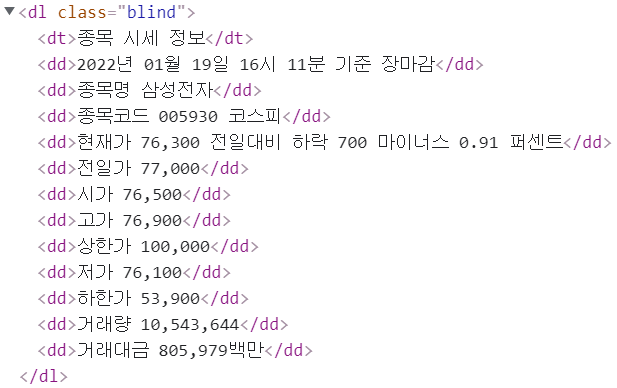 ▼<dl class="blind">
<dt>종목 시세 정보</dt>
<dd>2022년 01월 19일 16시 11분 기준 장마감</dd>
<dd>종목명 삼성전자</dd>
<dd>종목코드 005930 코스피</dd>
<dd>현재가 76,300 전일대비 하락 700 마이너스 0.91 퍼센트</dd>
<dd>전일가 77,000</dd>
<dd>시가 76,500</dd>
<dd>고가 76,900</dd>
<dd>상한가 100,000</dd>
<dd>저가 76,100</dd>
<dd>하한가 53,900</dd>
<dd>거래량 10,543,644</dd>
<dd>거래대금 805,979백만</dd>
</dl>